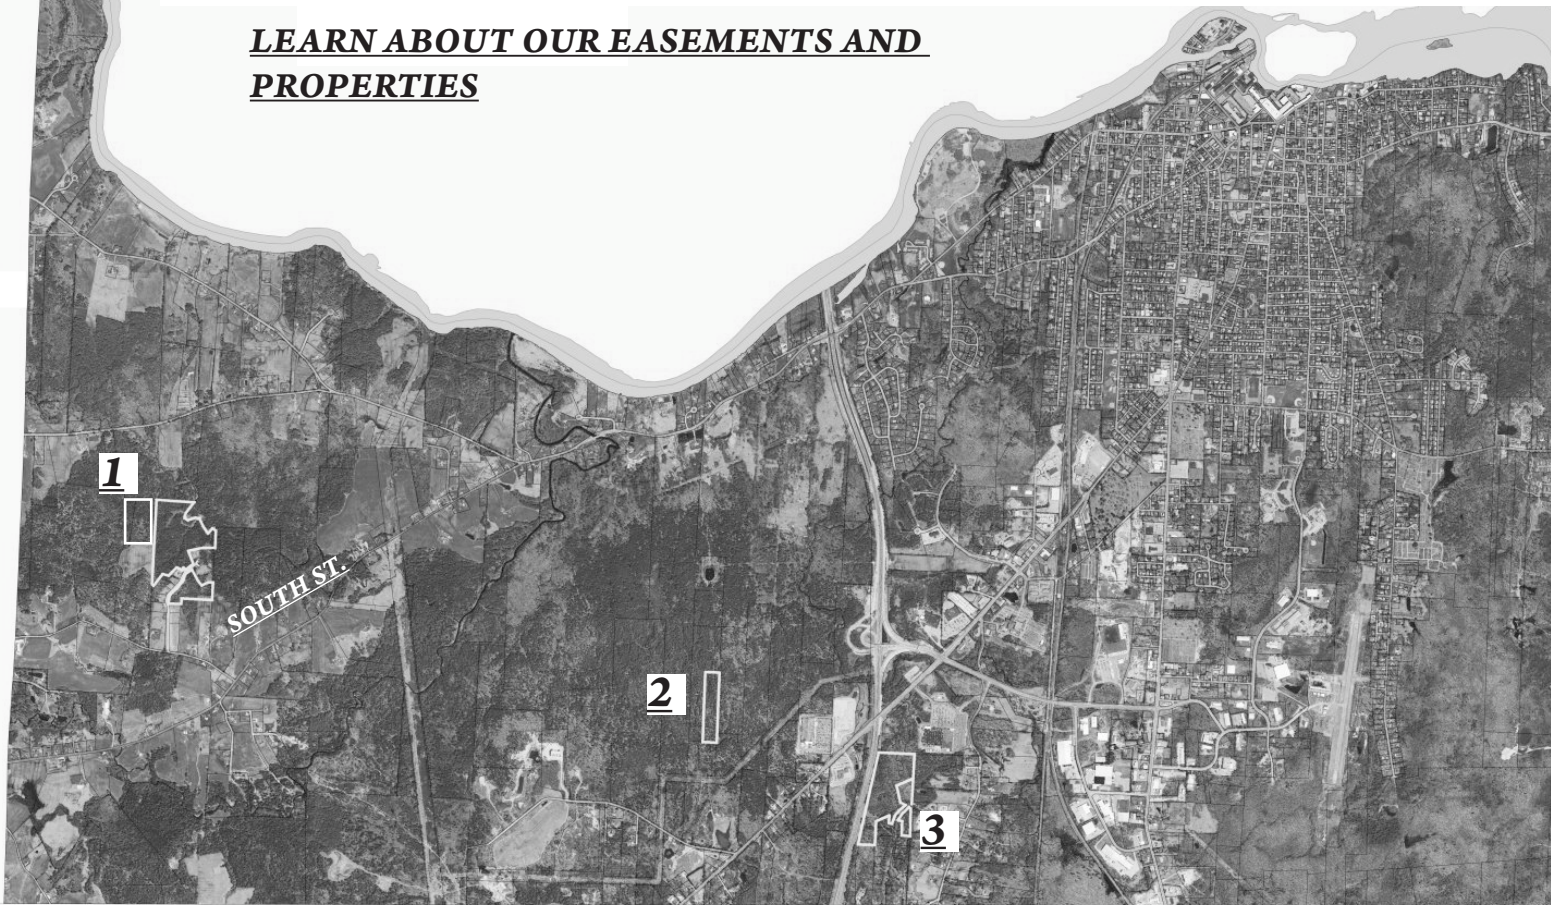 LEARN ABOUT OUR EASEMENTS AND
PROPERTIES
1
SOUTH ST.
2
3